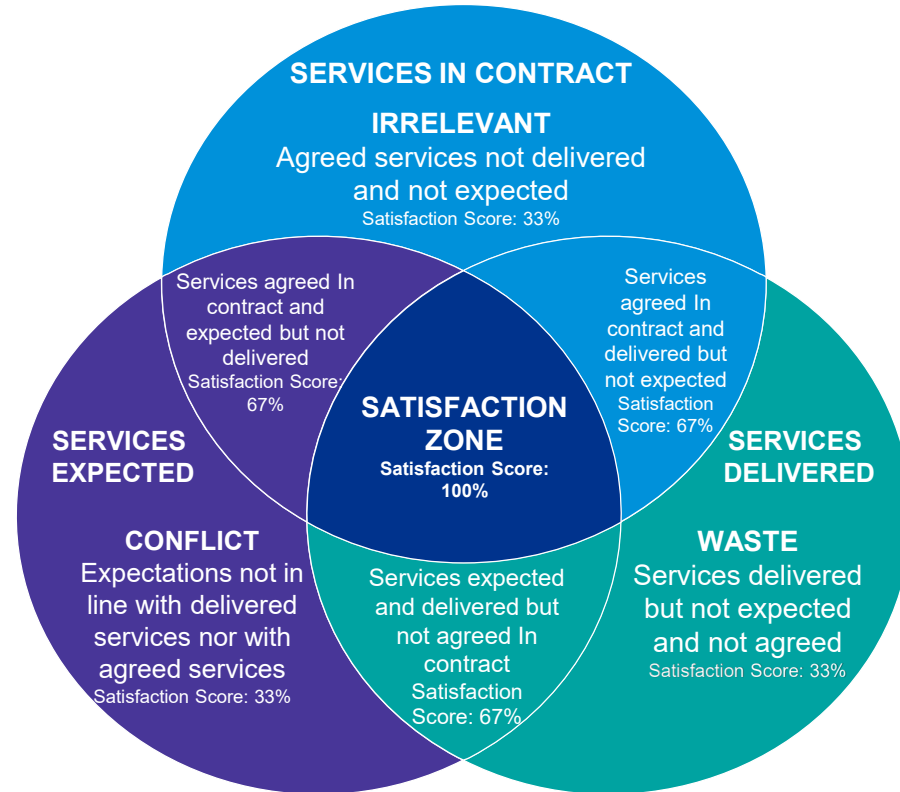 SERVICES IN CONTRACT
IRRELEVANT
Agreed services not delivered
and not expected
Satisfaction Score: 33%
Services agreed In
contract and
expected but not
delivered
Satisfaction Score:
67%
Services
agreed In
contract and
delivered but
not expected
Satisfaction
Score: 67%
SATISFACTION
ZONE
Satisfaction Score:
100%
SERVICES
EXPECTED
CONFLICT
Expectations not in
line with delivered
services nor with
agreed services
Satisfaction Score: 33%
Services expected
and delivered but
not agreed In
contract
Satisfaction
Score: 67%
SERVICES
DELIVERED
WASTE
Services delivered
but not expected
and not agreed
Satisfaction Score: 33%